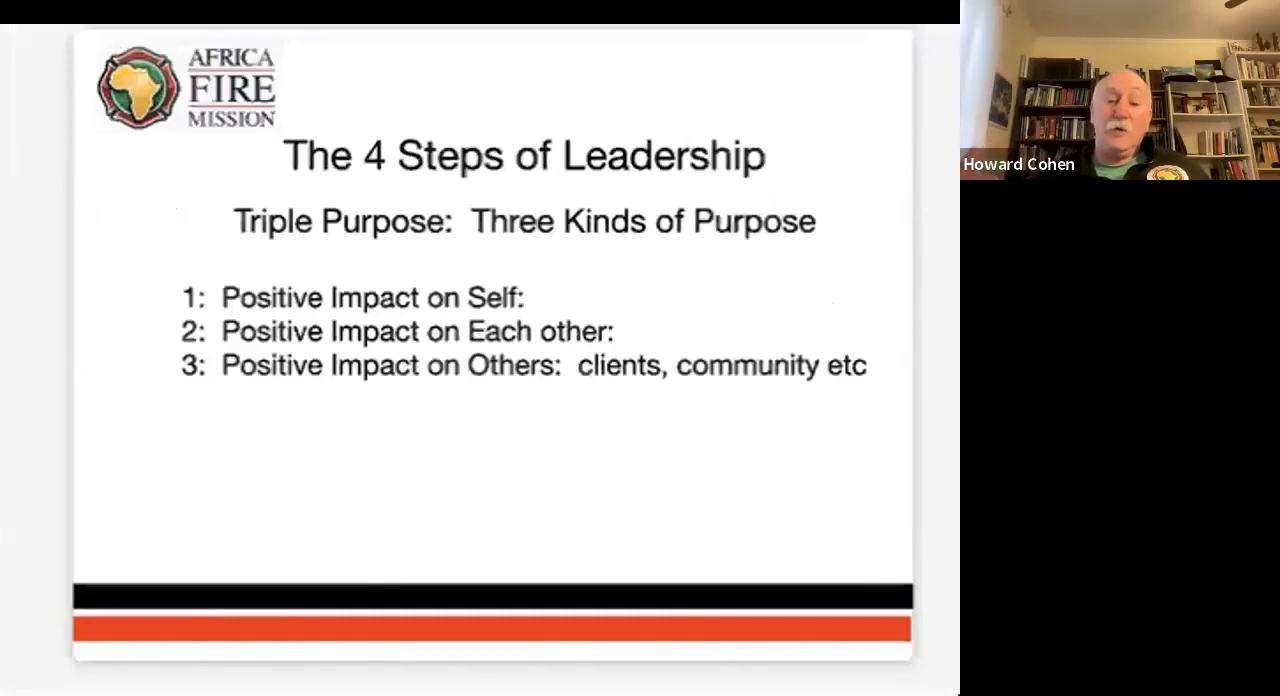 AFRICA
FIRE
MISSION
The 4 Steps of Leadership
Triple Purpose: Three Kinds of Purpose
1: Positive Impact on Self:
2: Positive Impact on Each other:
3: Positive Impact on Others: clients, community etc
Howard Cohen